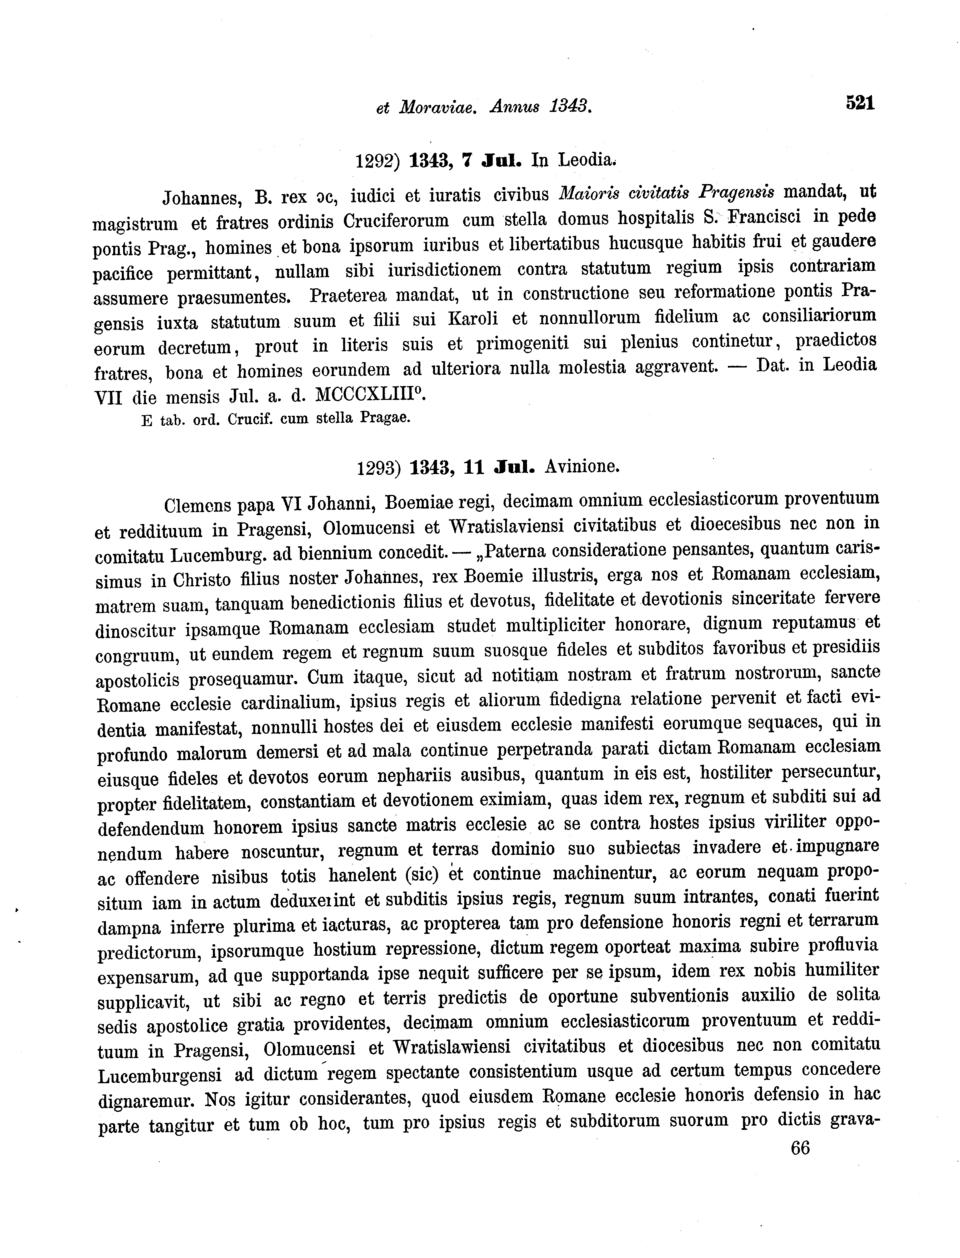 et Moraviae. Annus 1343. 521
1292) 1343, 7 Jul. In Leodia.
Johannes, B. rex ɔc, iudici et iuratis civibus Maioris civitatis Pragensis mandat, ut
magistrum et fratres ordinis Cruciferorum cum stella domus hospitalis S. Francisci in pede
pontis Prag., homines et bona ipsorum iuribus et libertatibus hucusque habitis frui et gaudere
pacifice permittant, nullam sibi iurisdictionem contra statutum regium ipsis contrariam
assumere praesumentes. Praeterea mandat, ut in constructione seu reformatione pontis Pra-
gensis iuxta statutum suum et filii sui Karoli et nonnullorum fidelium ac consiliariorum
eorum decretum, prout in literis suis et primogeniti sui plenius continetur, praedictos
fratres, bona et homines eorundem ad ulteriora nulla molestia aggravent. — Dat. in Leodia
VII die mensis Jul. a. d. MCCCXLIIIº.
E tab. ord. Crucif. cum stella Pragae.
1293) 1343, 11 Jul. Avinione.
Clemens papa VI Johanni, Boemiae regi, decimam omnium ecclesiasticorum proventuum
et reddituum in Pragensi, Olomucensi et Wratislaviensi civitatibus et dioecesibus nec non in
comitatu Lucemburg. ad biennium concedit. — „Paterna consideratione pensantes, quantum caris-
simus in Christo filius noster Johannes, rex Boemie illustris, erga nos et Romanam ecclesiam,
matrem suam, tanquam benedictionis filius et devotus, fidelitate et devotionis sinceritate fervere
dinoscitur ipsamque Romanam ecclesiam studet multipliciter honorare, dignum reputamus et
congruum, ut eundem regem et regnum suum suosque fideles et subditos favoribus et presidiis
apostolicis prosequamur. Cum itaque, sicut ad notitiam nostram et fratrum nostrorum, sancte
Romane ecclesie cardinalium, ipsius regis et aliorum fidedigna relatione pervenit et facti evi-
dentia manifestat, nonnulli hostes dei et eiusdem ecclesie manifesti eorumque sequaces, qui in
profundo malorum demersi et ad mala continue perpetranda parati dictam Romanam ecclesiam
eiusque fideles et devotos eorum nephariis ausibus, quantum in eis est, hostiliter persecuntur,
propter fidelitatem, constantiam et devotionem eximiam, quas idem rex, regnum et subditi sui ad
defendendum honorem ipsius sancte matris ecclesie ac se contra hostes ipsius viriliter oppo-
nendum habere noscuntur, regnum et terras dominio suo subiectas invadere et impugnare
ac offendere nisibus totis hanelent (sic) et continue machinentur, ac eorum nequam propo-
situm iam in actum deduxerint et subditis ipsius regis, regnum suum intrantes, conati fuerint
dampna inferre plurima et iacturas, ac propterea tam pro defensione honoris regni et terrarum
predictorum, ipsorumque hostium repressione, dictum regem oporteat maxima subire profluvia
expensarum, ad que supportanda ipse nequit sufficere per se ipsum, idem rex nobis humiliter
supplicavit, ut sibi ac regno et terris predictis de oportune subventionis auxilio de solita
sedis apostolice gratia providentes, decimam omnium ecclesiasticorum proventuum et reddi-
tuum in Pragensi, Olomucensi et Wratislawiensi civitatibus et diocesibus nec non comitatu
Lucemburgensi ad dictum regem spectante consistentium usque ad certum tempus concedere
dignaremur. Nos igitur considerantes, quod eiusdem Romane ecclesie honoris defensio in hac
parte tangitur et tum ob hoc, tum pro ipsius regis et subditorum suorum pro dictis grava-
66